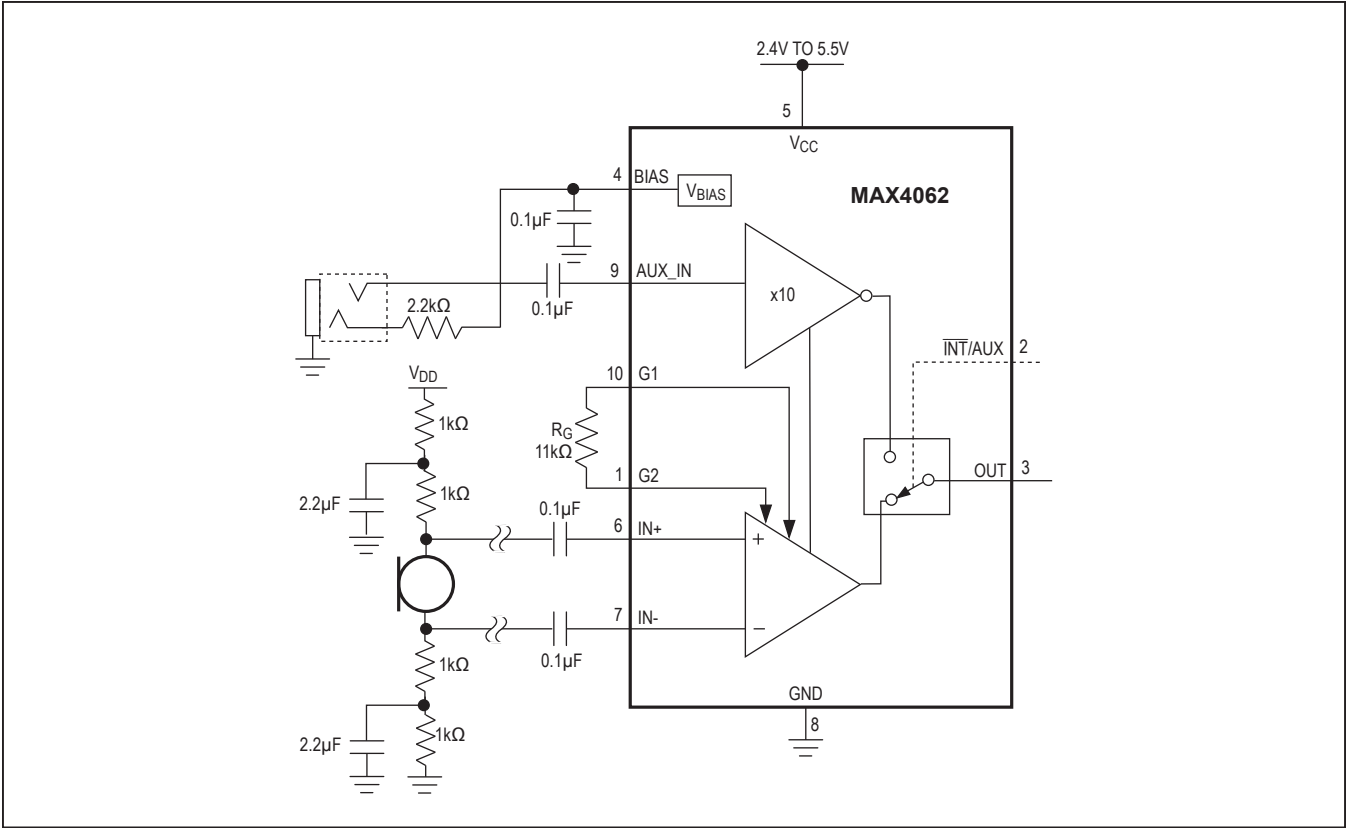 2.4V TO 5.5V
5
VCC
MAX4062
4 BIAS
VBIAS
0.1µF
9 AUX_IN
0.1µF
x10
2.2kΩ
INT/AUX 2
VDD
10 G1
1kΩ
RG
11kΩ
1 G2
OUT 3
1kΩ
2.2µF
0.1µF
6 IN+
+
7 IN-
−
0.1µF
1kΩ
GND
8
1kΩ
2.2µF